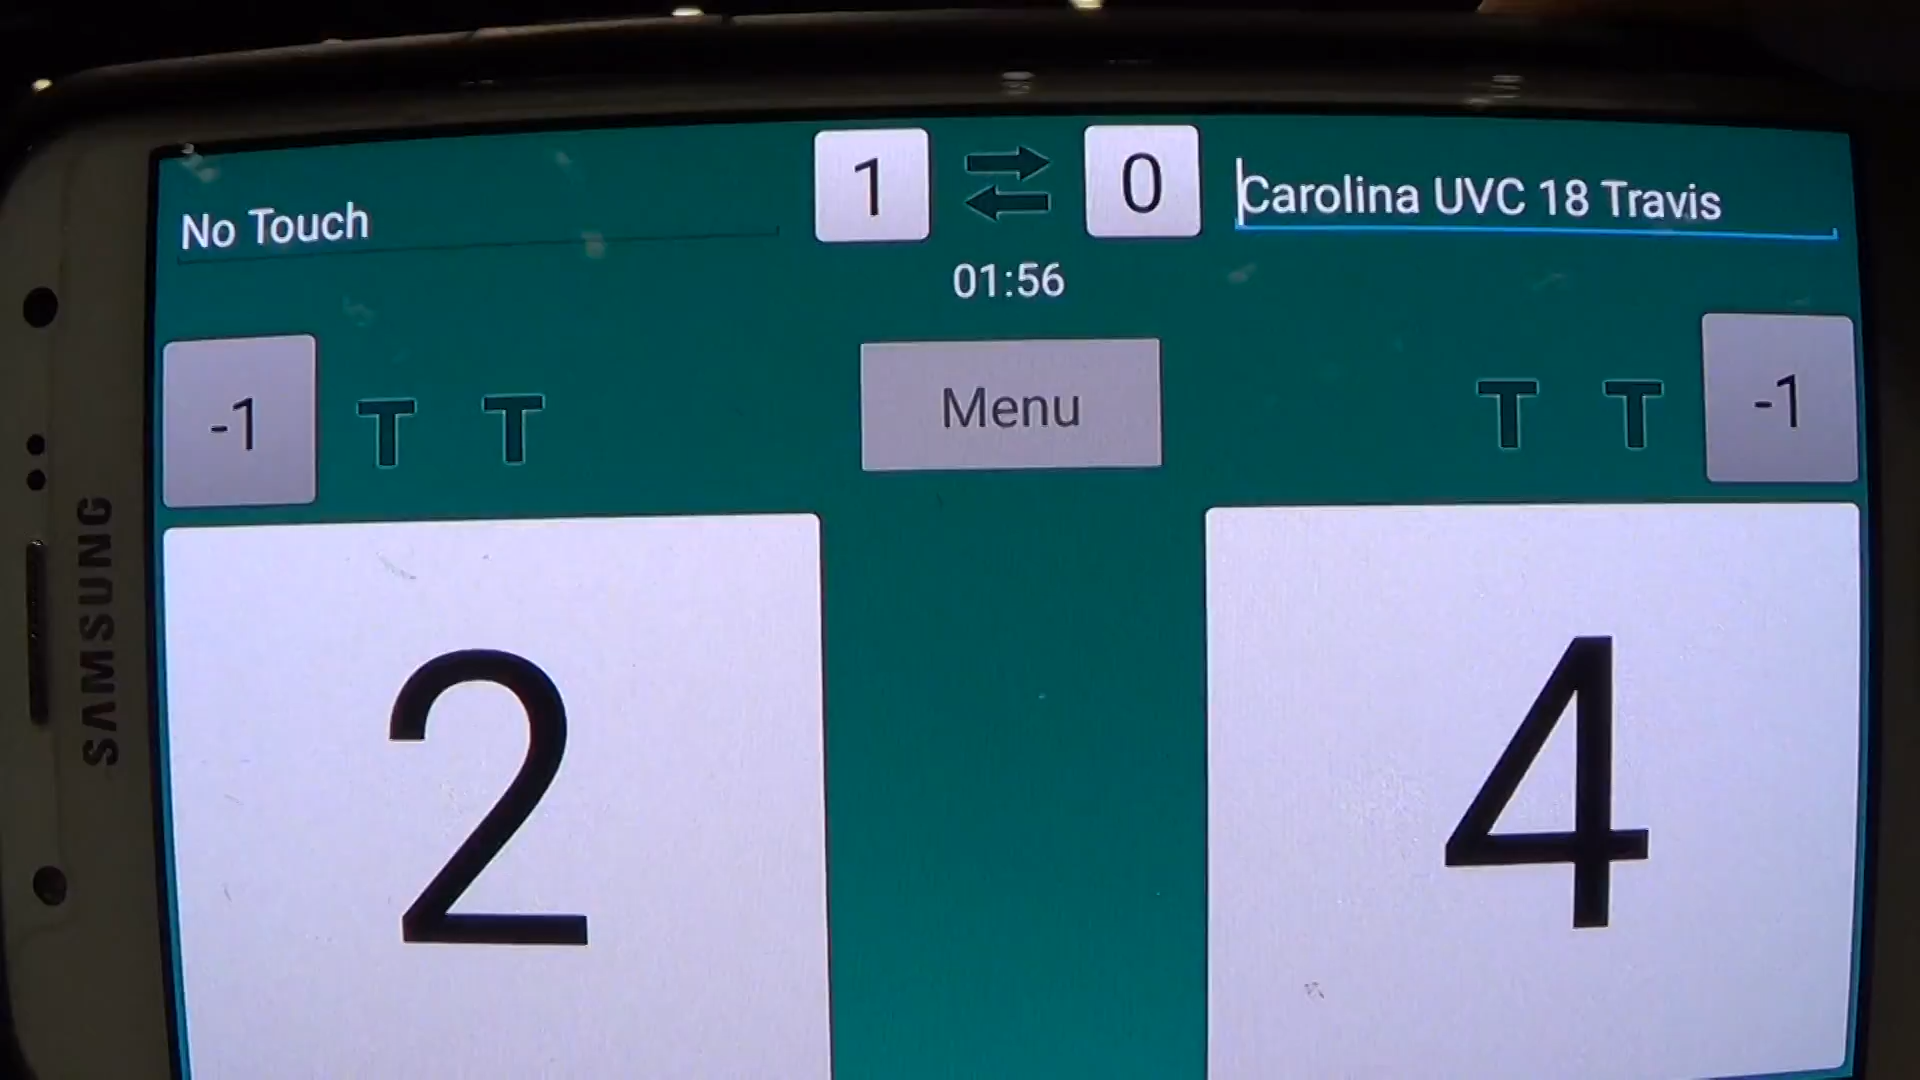 No Touch
1
0
Carolina UVC 18 Travis
01:56
-1
T T
Menu
T T
-1
SAMSUNG
2
4